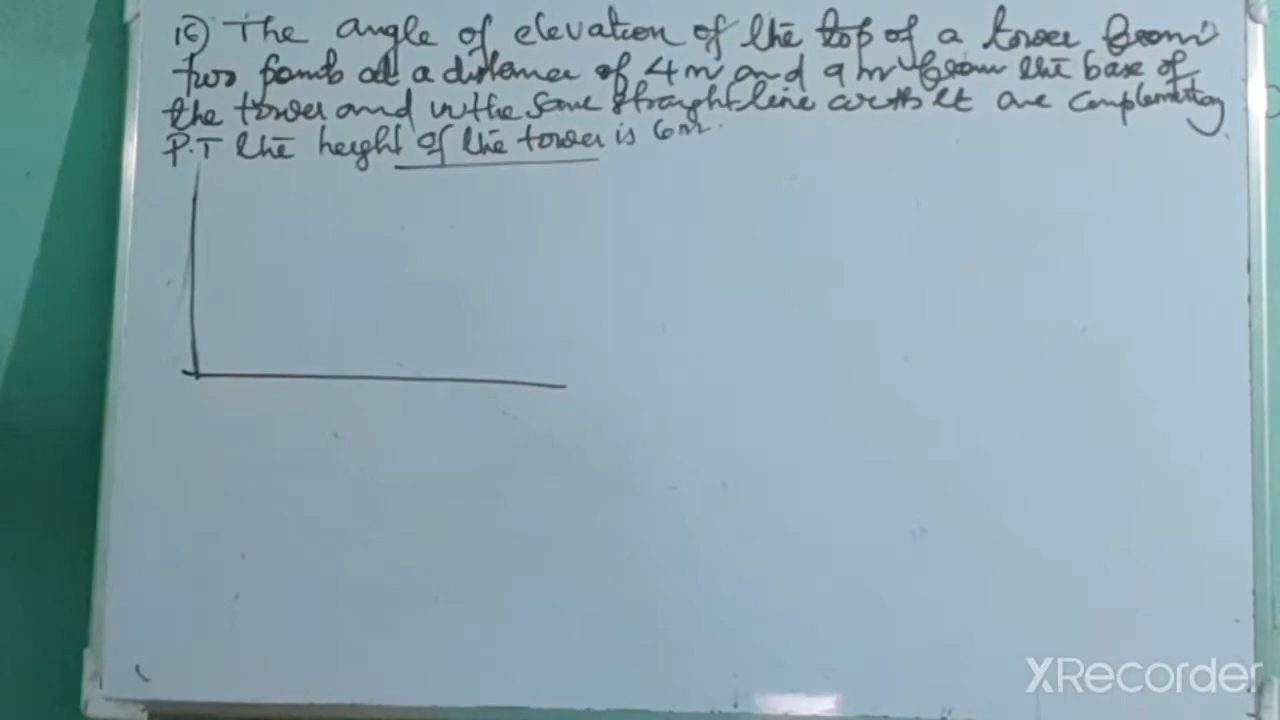 16) The angle of elevation of the top of a tower from
two points at a distance of 4m and 9m from the base of
the tower and in the same straight line with it are complementary
P.T the height of the tower is 6m.
XRecorder